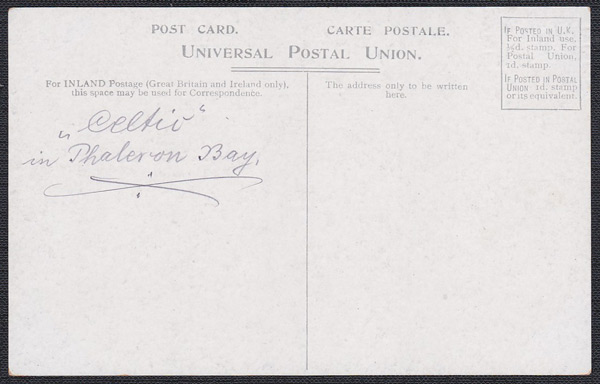 POST CARD. CARTE POSTALE.
UNIVERSAL POSTAL UNION.
For INLAND Postage (Great Britain and Ireland only),
this space may be used for Correspondence.
The address only to be written
here.
IF POSTED IN U.K.
For Inland use,
½d. stamp. For
Postal Union,
1d. stamp
IF POSTED IN POSTAL
UNION 1d. stamp
or its equivalent.
„Celtic“
in Phaleron Bay.